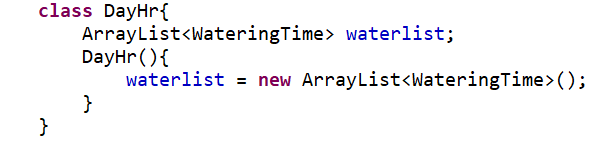 class DayHr{
    ArrayList<WateringTime> waterlist;
    DayHr(){
        waterlist = new ArrayList<WateringTime>();
    }
}